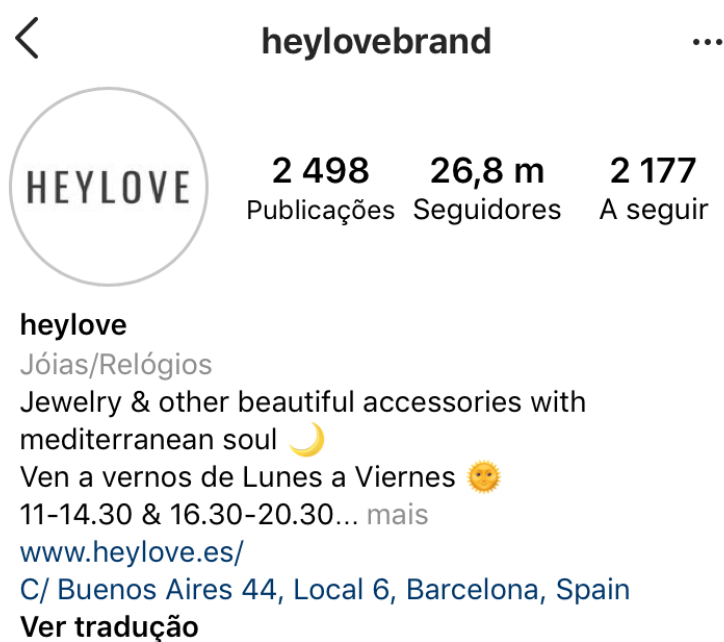 heylovebrand
HEYLOVE
2 498 26,8 m 2 177
Publicações Seguidores A seguir
heylove
Jóias/Relógios
Jewelry & other beautiful accessories with
mediterranean soul 🌙
Ven a vernos de Lunes a Viernes 🌞
11-14.30 & 16.30-20.30... mais
www.heylove.es/
C/ Buenos Aires 44, Local 6, Barcelona, Spain
Ver tradução